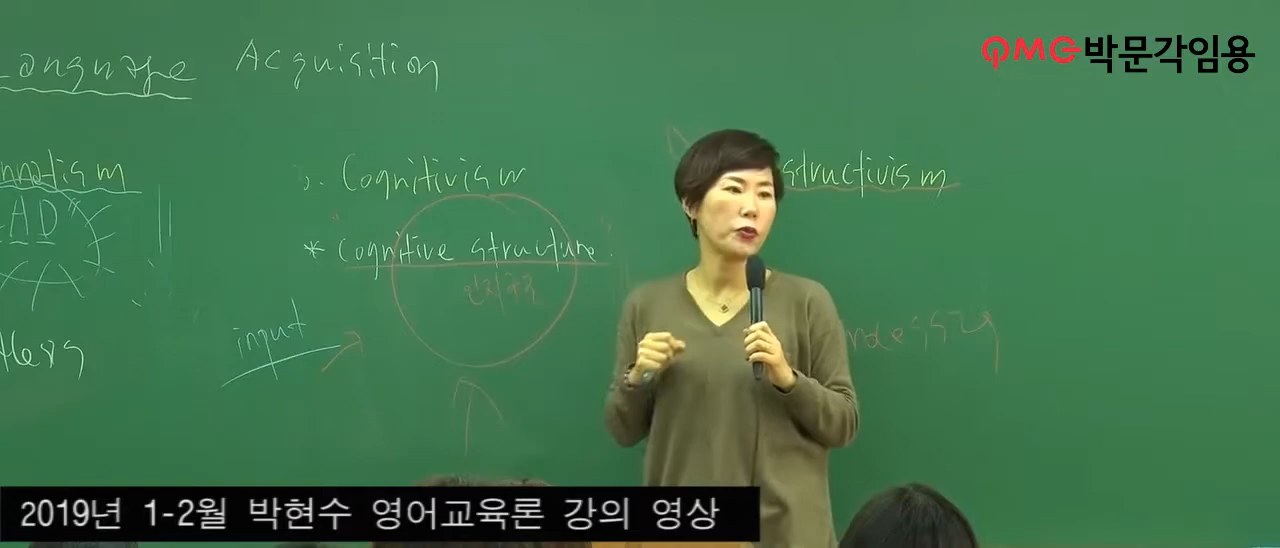 PMG박문각임용
Language Acquisition
Cognitivism
structivism
AD"
* Cognitive structure
인지구조
input
2019년 1-2월 박현수 영어교육론 강의 영상